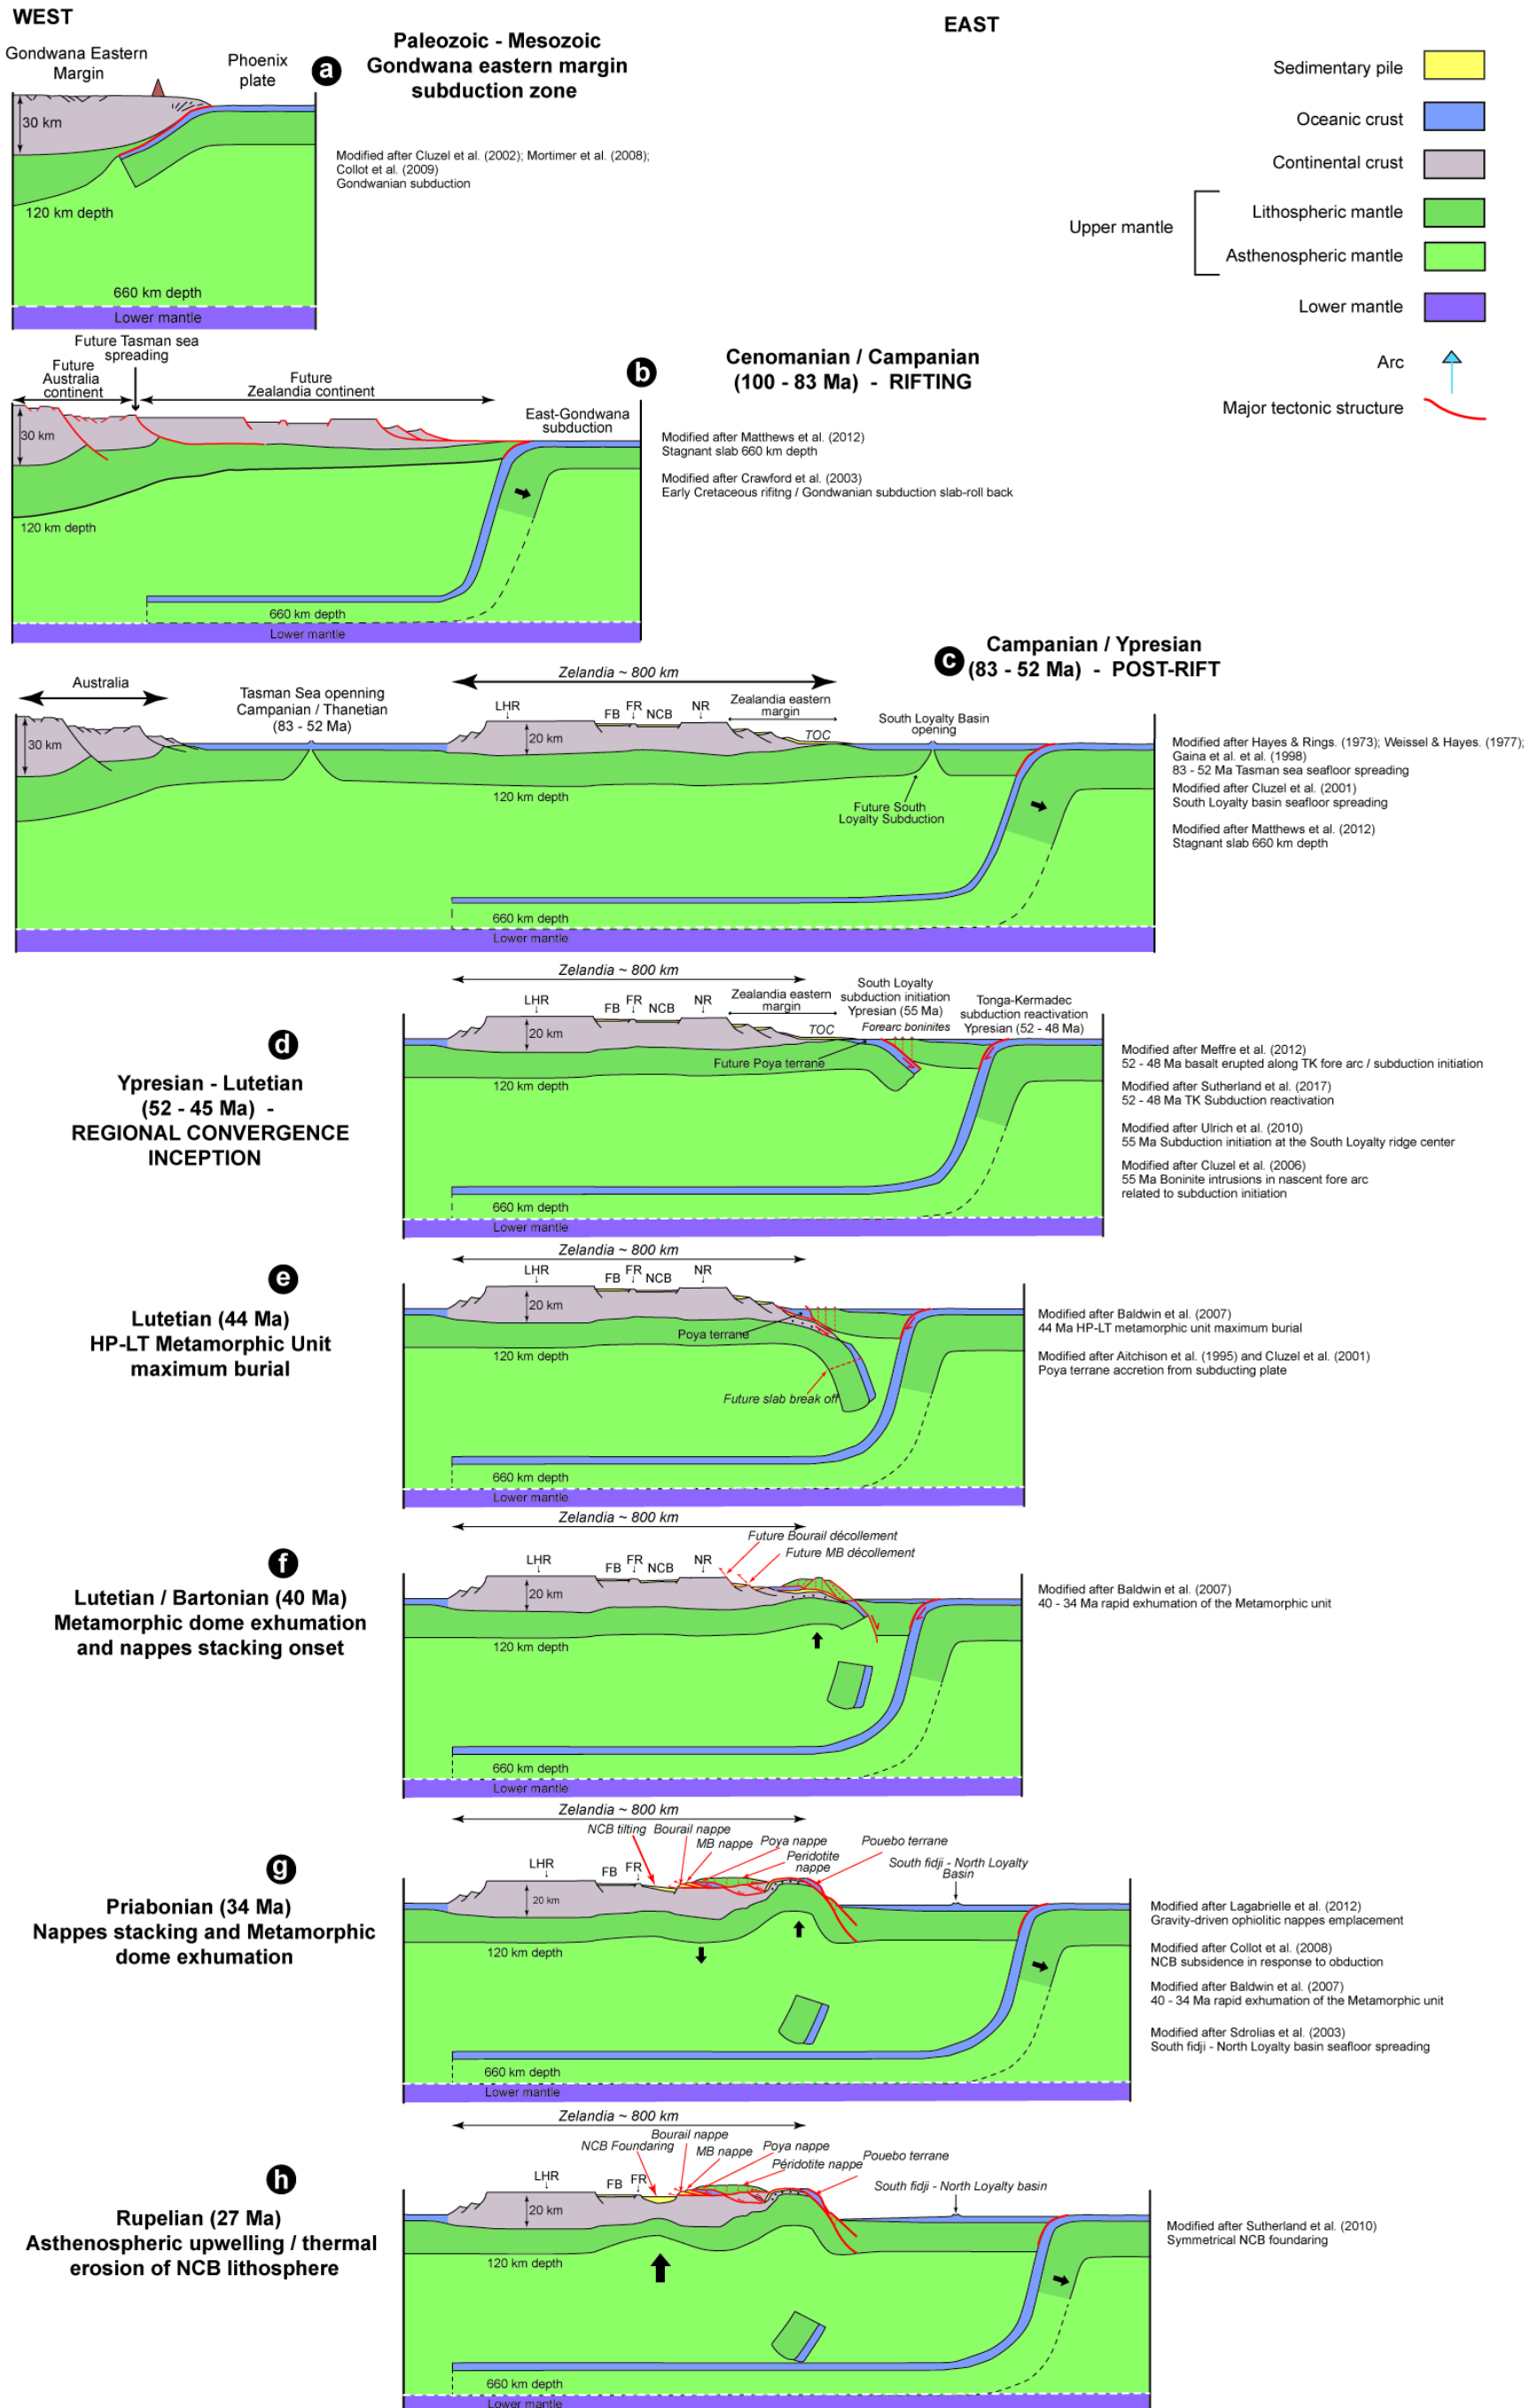 WEST
EAST
Gondwana Eastern
Margin
Phoenix
plate
a
Paleozoic - Mesozoic
Gondwana eastern margin
subduction zone
30 km
Modified after Cluzel et al. (2002); Mortimer et al. (2008);
Collot et al. (2009)
Gondwanian subduction
120 km depth
660 km depth
Lower mantle
Sedimentary pile
Oceanic crust
Continental crust
Upper mantle
Lithospheric mantle
Asthenospheric mantle
Lower mantle
Arc
Major tectonic structure
Future Tasman sea
spreading
Future
Australia
continent
Future
Zealandia continent
b
Cenomanian / Campanian
(100 - 83 Ma)  -  RIFTING
East-Gondwana
subduction
30 km
Modified after Matthews et al. (2012)
Stagnant slab 660 km depth
Modified after Crawford et al. (2003)
Early Cretaceous rifitng / Gondwanian subduction slab-roll back
120 km depth
660 km depth
Lower mantle
c
Campanian / Ypresian
(83 - 52 Ma)  -  POST-RIFT
Zelandia ~ 800 km
Australia
Tasman Sea openning
Campanian / Thanetian
(83 - 52 Ma)
LHR
FB
FR
NCB
NR
Zealandia eastern
margin
TOC
South Loyalty Basin
opening
30 km
20 km
Modified after Hayes & Rings. (1973); Weissel & Hayes. (1977);
Gaina et al. et al. (1998)
83 - 52 Ma Tasman sea seafloor spreading
Modified after Cluzel et al. (2001)
South Loyalty basin seafloor spreading
Modified after Matthews et al. (2012)
Stagnant slab 660 km depth
120 km depth
Future South
Loyalty Subduction
660 km depth
Lower mantle
Zelandia ~ 800 km
d
Ypresian - Lutetian
(52 - 45 Ma)  -
REGIONAL CONVERGENCE
INCEPTION
LHR
FB
FR
NCB
NR
Zealandia eastern
margin
TOC
South Loyalty
subduction initiation
Ypresian (55 Ma)
Forearc boninites
Tonga-Kermadec
subduction reactivation
Ypresian (52 - 48 Ma)
20 km
Future Poya terrane
120 km depth
Modified after Meffre et al. (2012)
52 - 48 Ma basalt erupted along TK fore arc / subduction initiation
Modified after Sutherland et al. (2017)
52 - 48 Ma TK Subduction reactivation
Modified after Ulrich et al. (2010)
55 Ma Subduction initiation at the South Loyalty ridge center
Modified after Cluzel et al. (2006)
55 Ma Boninite intrusions in nascent fore arc
related to subduction initiation
660 km depth
Lower mantle
Zelandia ~ 800 km
e
Lutetian (44 Ma)
HP-LT Metamorphic Unit
maximum burial
LHR
FB
FR
NCB
NR
20 km
Poya terrane
120 km depth
Future slab break off
Modified after Baldwin et al. (2007)
44 Ma HP-LT metamorphic unit maximum burial
Modified after Aitchison et al. (1995) and Cluzel et al. (2001)
Poya terrane accretion from subducting plate
660 km depth
Lower mantle
Zelandia ~ 800 km
f
Lutetian / Bartonian (40 Ma)
Metamorphic dome exhumation
and nappes stacking onset
Future Bourail décollement
Future MB décollement
LHR
FB
FR
NCB
NR
20 km
120 km depth
Modified after Baldwin et al. (2007)
40 - 34 Ma rapid exhumation of the Metamorphic unit
660 km depth
Lower mantle
Zelandia ~ 800 km
g
Priabonian (34 Ma)
Nappes stacking and Metamorphic
dome exhumation
NCB tilting
Bourail nappe
MB nappe
Poya nappe
Peridotite
nappe
Pouebo terrane
South fidji - North Loyalty
Basin
LHR
FB
FR
20 km
120 km depth
Modified after Lagabrielle et al. (2012)
Gravity-driven ophiolitic nappes emplacement
Modified after Collot et al. (2008)
NCB subsidence in response to obduction
Modified after Baldwin et al. (2007)
40 - 34 Ma rapid exhumation of the Metamorphic unit
Modified after Sdrolias et al. (2003)
South fidji - North Loyalty basin seafloor spreading
660 km depth
Lower mantle
Zelandia ~ 800 km
h
Rupelian (27 Ma)
Asthenospheric upwelling / thermal
erosion of NCB lithosphere
Bourail nappe
NCB Foundaring
MB nappe
Poya nappe
Péridotite nappe
Pouebo terrane
South fidji - North Loyalty basin
LHR
FB
FR
20 km
120 km depth
Modified after Sutherland et al. (2010)
Symmetrical NCB foundaring
660 km depth
Lower mantle